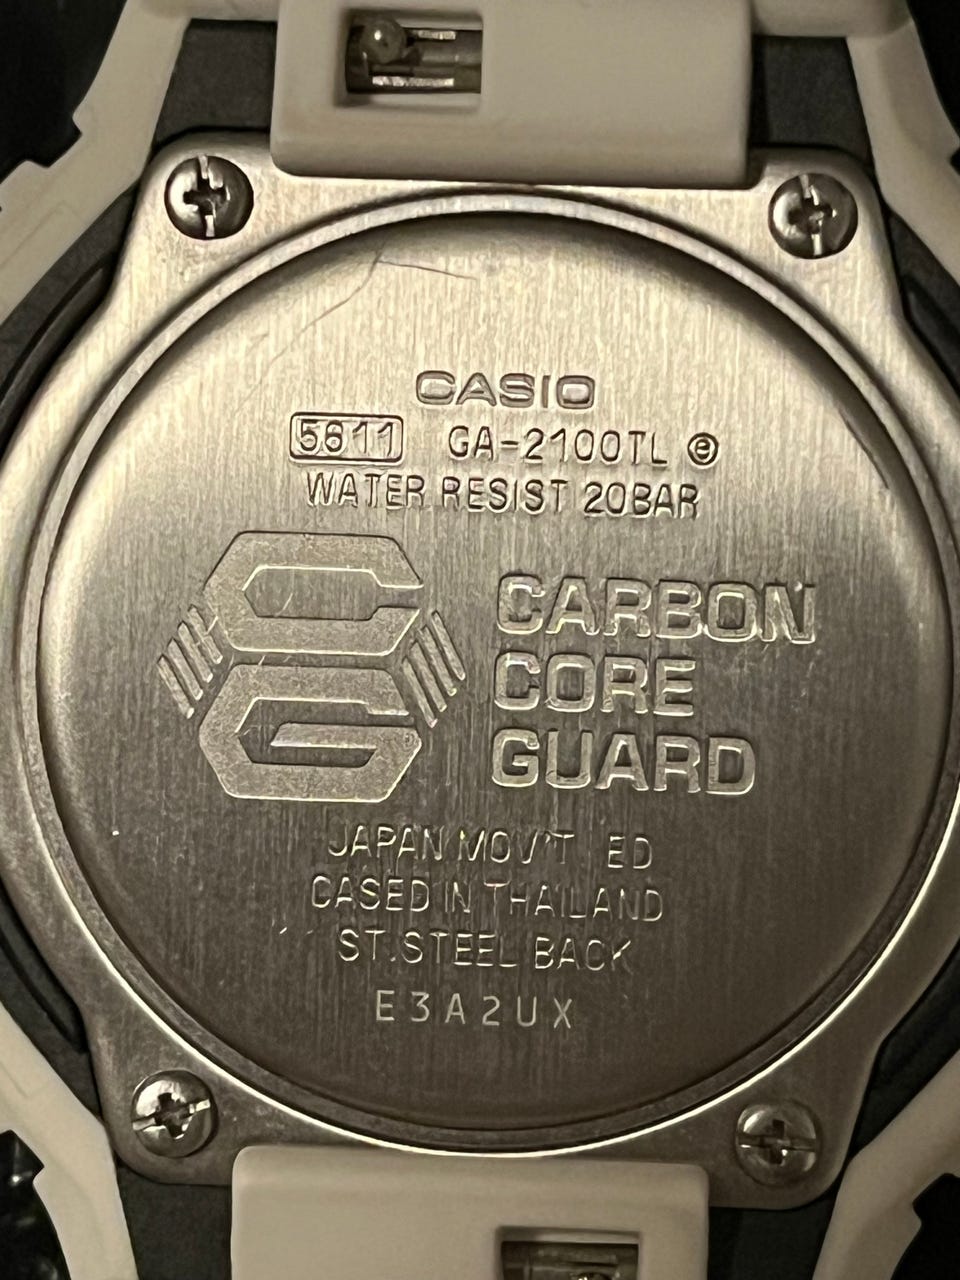 CASIO
5611 GA-2100TL ⓔ
WATER RESIST 20BAR
CARBON
CORE
GUARD
JAPAN MOV'T ED
CASED IN THAILAND
ST.STEEL BACK
E3A2UX